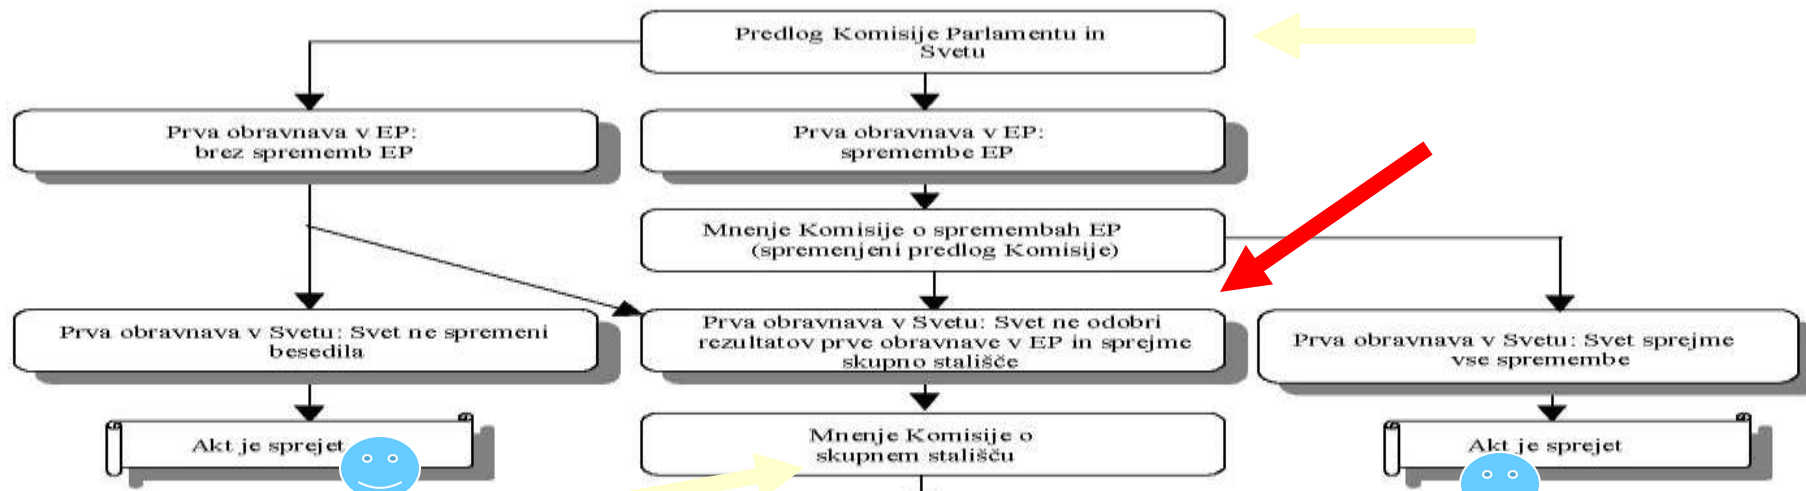 Predlog Komisije Parlamentu in
Svetu
Prva obravnava v EP:
brez sprememb EP
Prva obravnava v EP:
spremembe EP
Mnenje Komisije o spremembah EP
(spremenjeni predlog Komisije)
Prva obravnava v Svetu: Svet ne spremeni
besedila
Prva obravnava v Svetu: Svet ne odobri
rezultatov prve obravnave v EP in sprejme
skupno stališče
Prva obravnava v Svetu: Svet sprejme
vse spremembe
Akt je sprejet
Mnenje Komisije o
skupnem stališču
Akt je sprejet